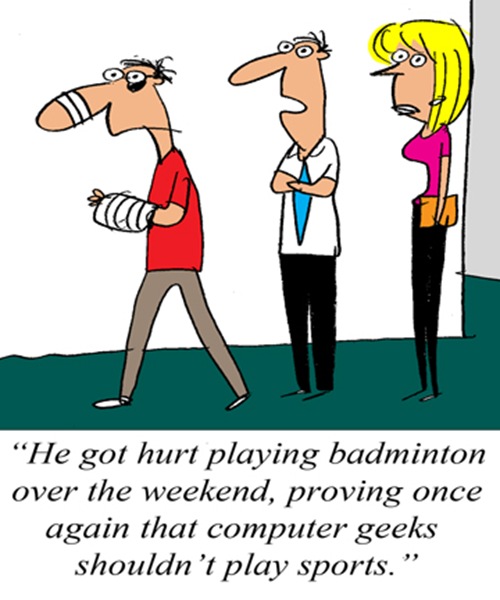 “He got hurt playing badminton
over the weekend, proving once
again that computer geeks
shouldn’t play sports.”